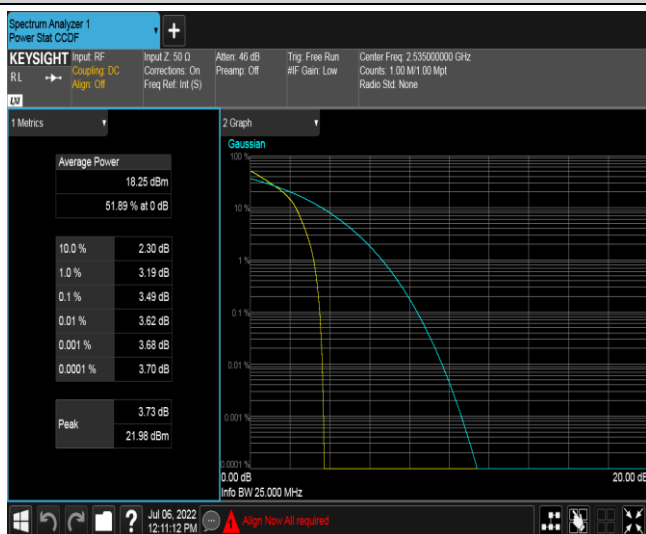 Spectrum Analyzer 1
Power Stat CCDF
+
KEYSIGHT
R L
LXI
Input: RF
Coupling: DC
Align: Off
Input Z: 50 Ω
Corrections: On
Freq Ref: Int (S)
Atten: 46 dB
Preamp: Off
Trig: Free Run
#IF Gain: Low
Center Freq: 2.535000000 GHz
Counts: 1.00 M/1.00 Mpt
Radio Std: None
1 Metrics
Average Power
18.25 dBm
51.89 % at 0 dB
10.0 % 2.30 dB
1.0 % 3.19 dB
0.1 % 3.49 dB
0.01 % 3.62 dB
0.001 % 3.68 dB
0.0001 % 3.70 dB
Peak 3.73 dB
21.98 dBm
2 Graph
Gaussian
100 %
10 %
1 %
0.1 %
0.01 %
0.001 %
0.0001 %
0.00 dB 20.00 dB
Info BW 25.000 MHz
?
Jul 06, 2022
12:11:12 PM
Align Now All required